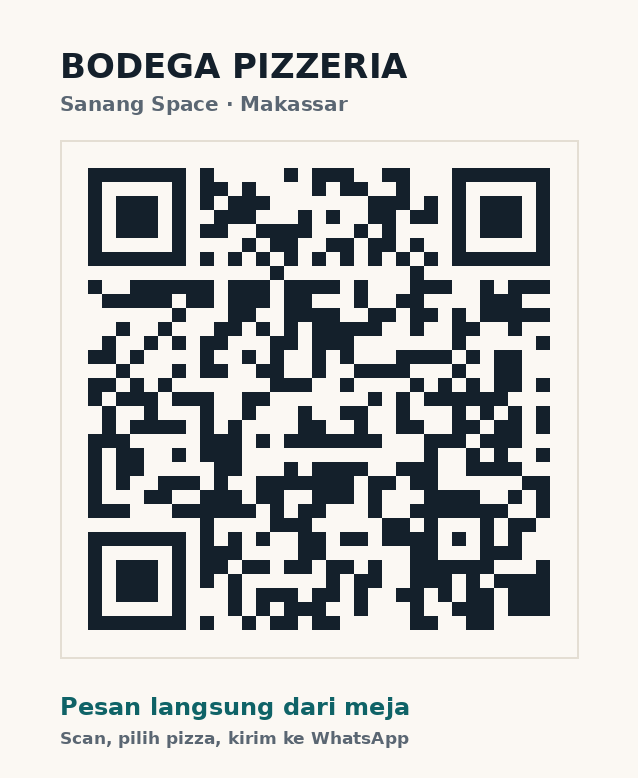 BODEGA PIZZERIA
Sanang Space · Makassar
Pesan langsung dari meja
Scan, pilih pizza, kirim ke WhatsApp